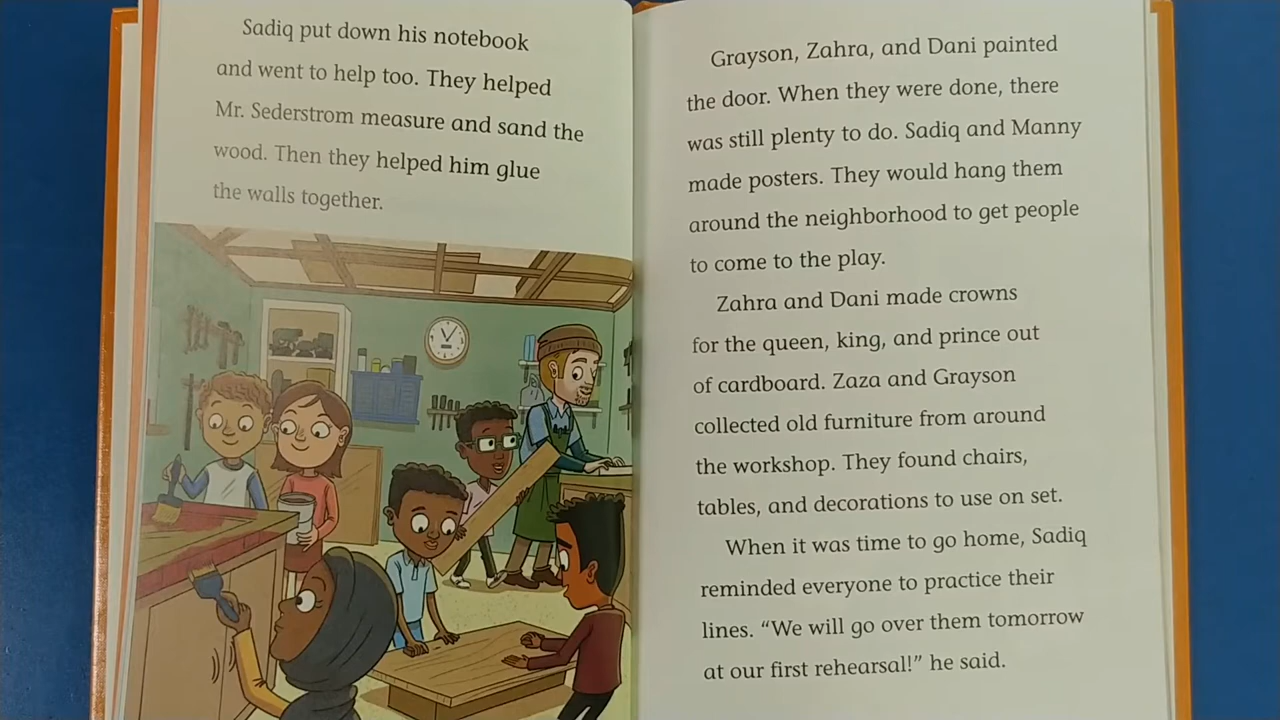 Sadiq put down his notebook
and went to help too. They helped
Mr. Sederstrom measure and sand the
wood. Then they helped him glue
the walls together.
Grayson, Zahra, and Dani painted
the door. When they were done, there
was still plenty to do. Sadiq and Manny
made posters. They would hang them
around the neighborhood to get people
to come to the play.
Zahra and Dani made crowns
for the queen, king, and prince out
of cardboard. Zaza and Grayson
collected old furniture from around
the workshop. They found chairs,
tables, and decorations to use on set.
When it was time to go home, Sadiq
reminded everyone to practice their
lines. “We will go over them tomorrow
at our first rehearsal!” he said.